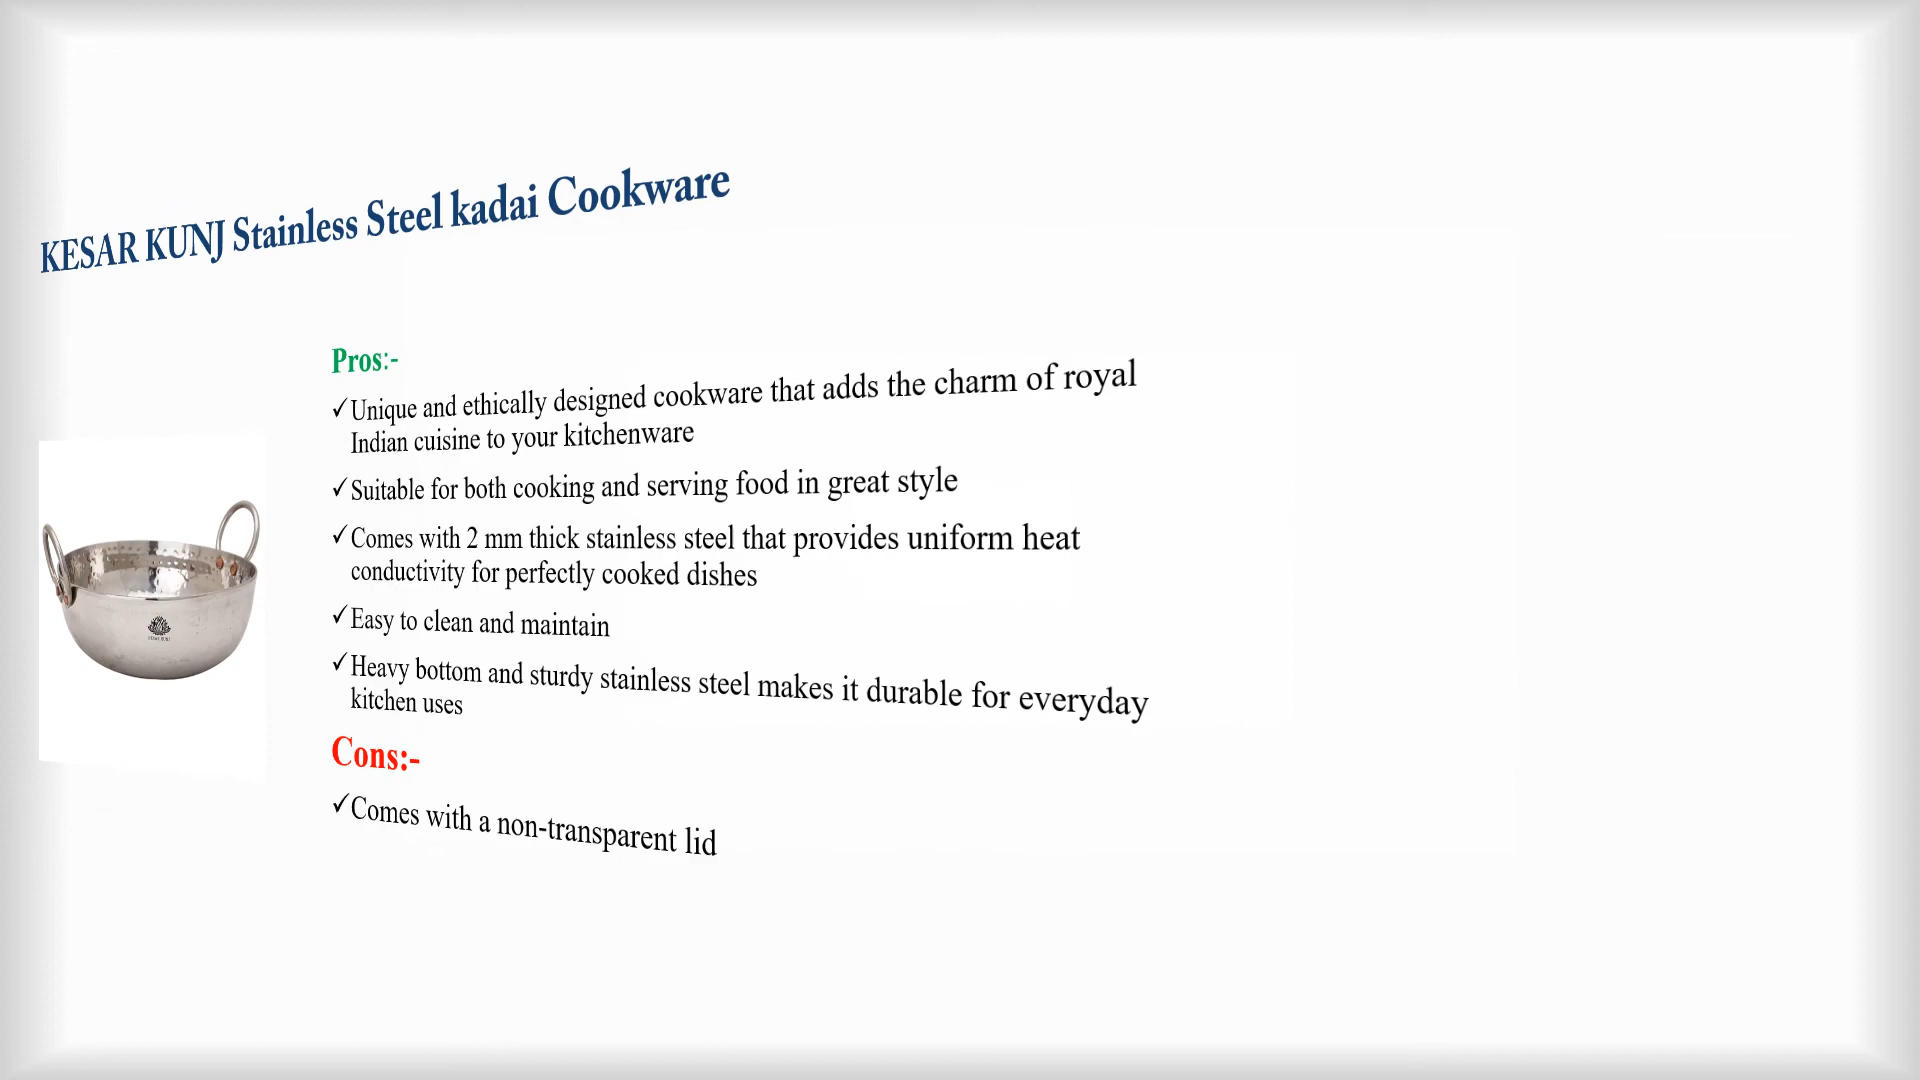 KESAR KUNJ Stainless Steel kadai Cookware
Pros:-
✓Unique and ethically designed cookware that adds the charm of royal
Indian cuisine to your kitchenware
✓Suitable for both cooking and serving food in great style
✓Comes with 2 mm thick stainless steel that provides uniform heat
conductivity for perfectly cooked dishes
✓Easy to clean and maintain
✓Heavy bottom and sturdy stainless steel makes it durable for everyday
kitchen uses
Cons:-
✓Comes with a non-transparent lid